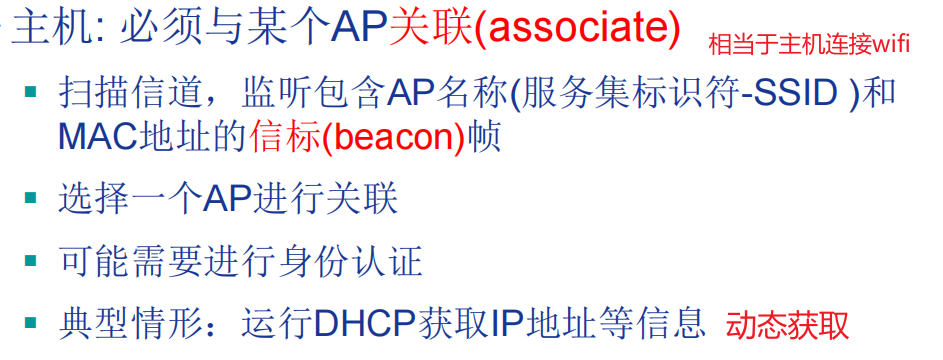 主机: 必须与某个AP关联(associate) 相当于主机连接wifi
▪ 扫描信道，监听包含AP名称(服务集标识符-SSID )和
MAC地址的信标(beacon)帧
▪ 选择一个AP进行关联
▪ 可能需要进行身份认证
▪ 典型情形：运行DHCP获取IP地址等信息 动态获取